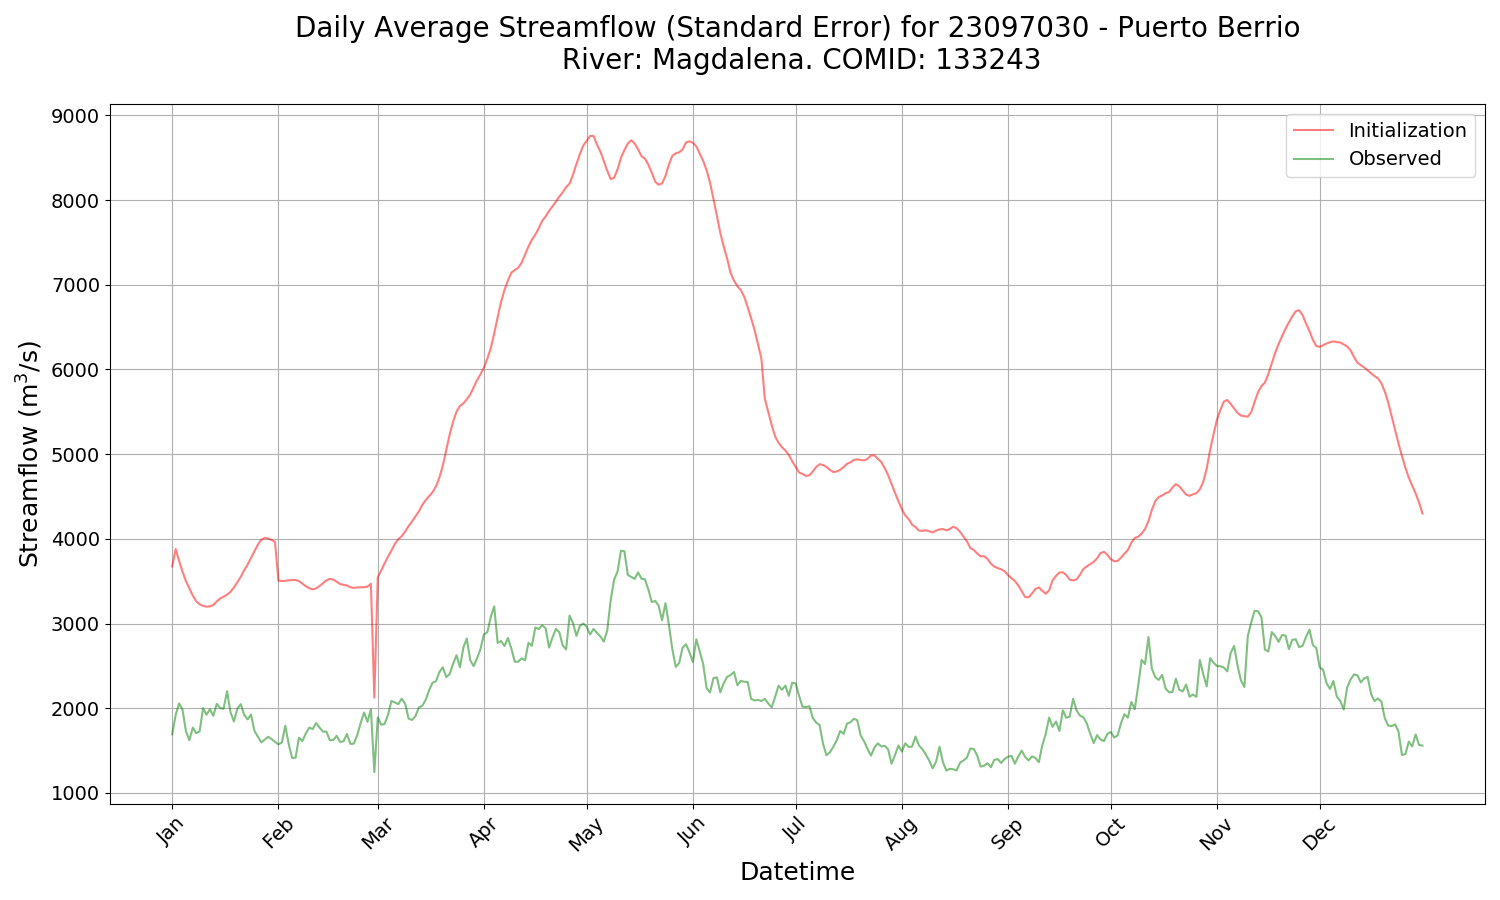 Daily Average Streamflow (Standard Error) for 23097030 - Puerto Berrio
River: Magdalena. COMID: 133243
9000
8000
7000
6000
5000
4000
3000
2000
1000
Streamflow (m³/s)
Initialization
Observed
Jan
Feb
Mar
Apr
May
Jun
Jul
Aug
Sep
Oct
Nov
Dec
Datetime